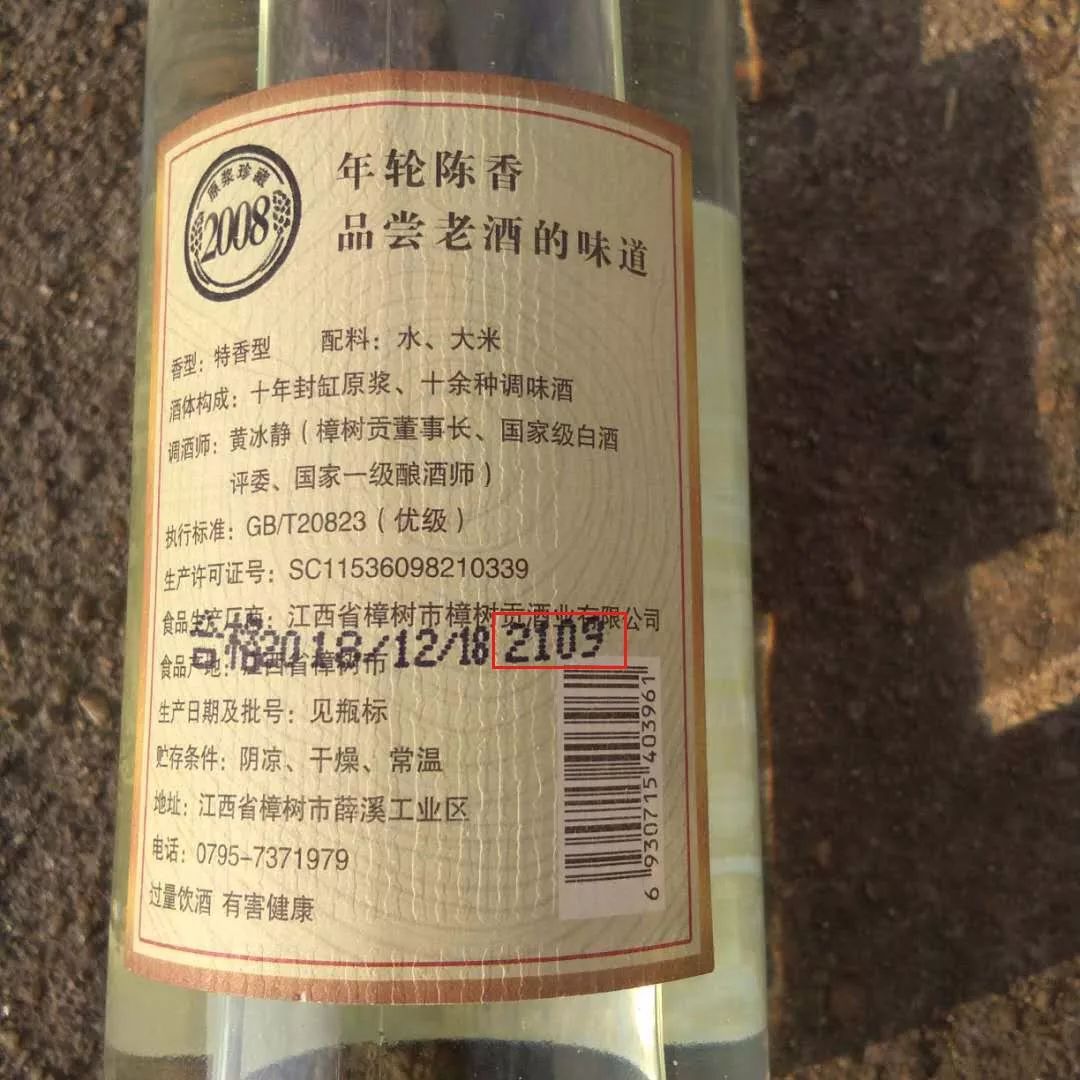 原浆珍藏
2008
年轮陈香
品尝老酒的味道
香型：特香型 配料：水、大米
酒体构成：十年封缸原浆、十余种调味酒
调酒师：黄冰静（樟树贡董事长、国家级白酒
评委、国家一级酿酒师）
执行标准：GB/T20823（优级）
生产许可证号：SC11536098210339
食品生产厂商：江西省樟树市樟树贡酒业有限公司
合格2018/12/18 2109
食品产地：江西省樟树市
生产日期及批号：见瓶标
贮存条件：阴凉、干燥、常温
地址：江西省樟树市薛溪工业区
电话：0795-7371979
过量饮酒 有害健康
6 930715 403961